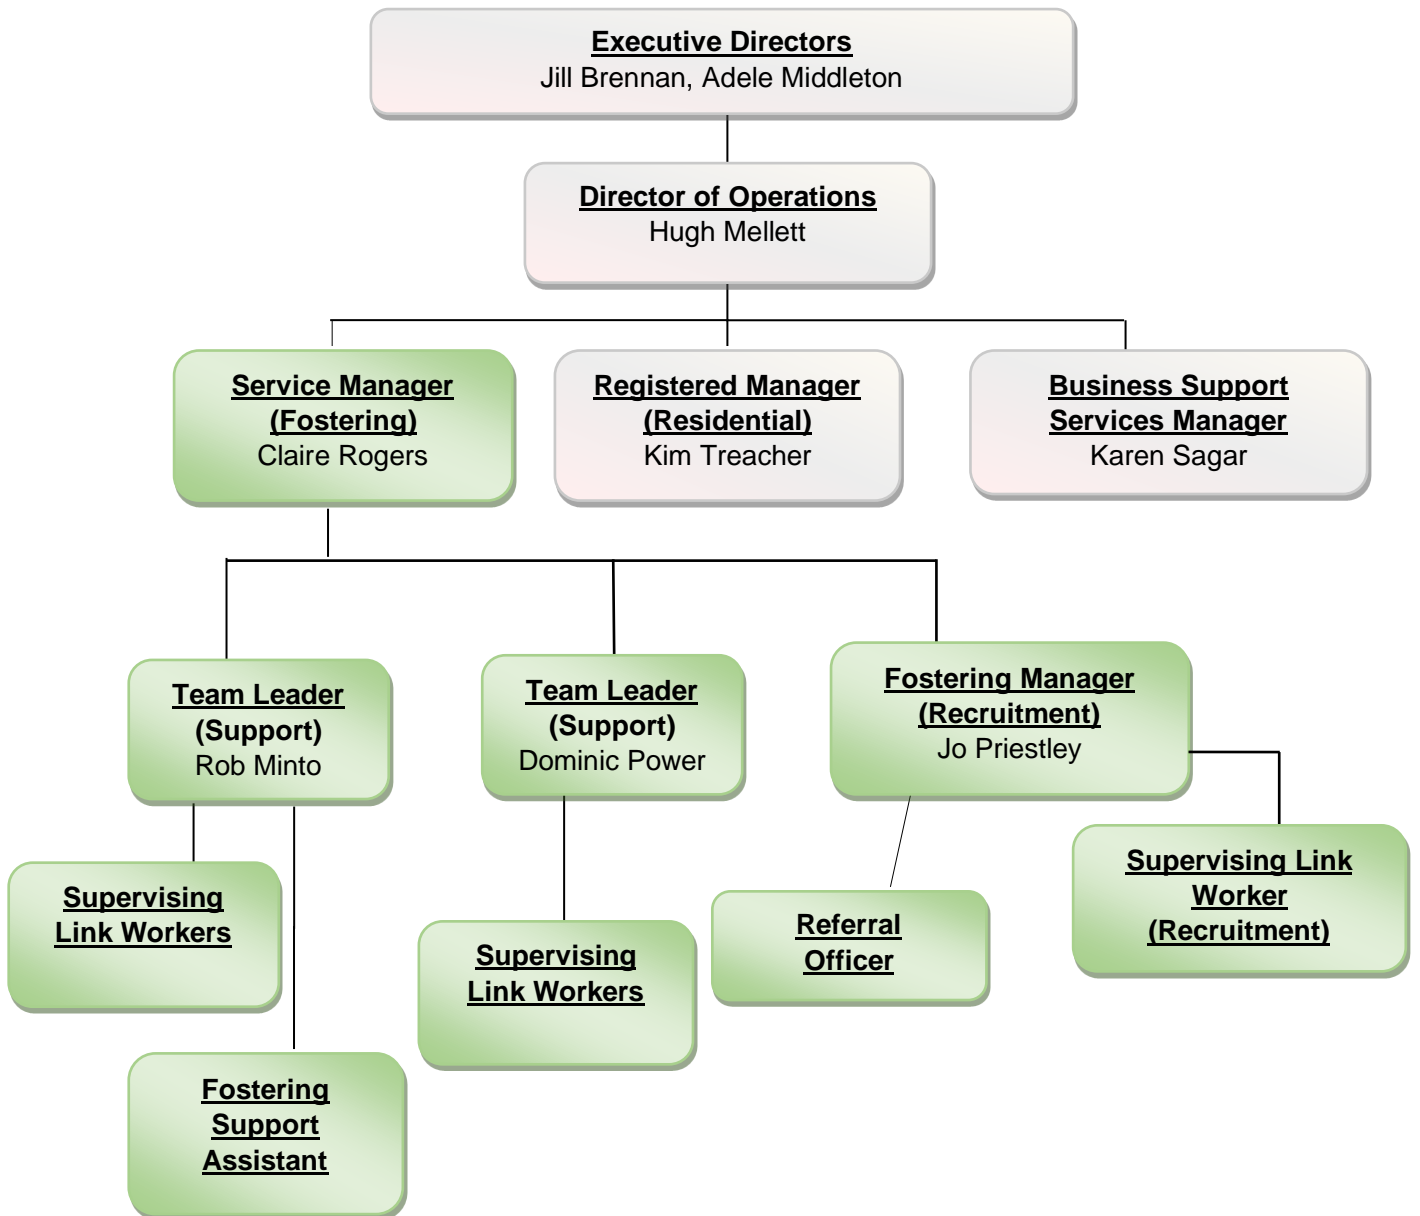 Executive Directors
Jill Brennan, Adele Middleton
Director of Operations
Hugh Mellett
Service Manager
(Fostering)
Claire Rogers
Registered Manager
(Residential)
Kim Treacher
Business Support
Services Manager
Karen Sagar
Team Leader
(Support)
Rob Minto
Team Leader
(Support)
Dominic Power
Fostering Manager
(Recruitment)
Jo Priestley
Supervising
Link Workers
Supervising
Link Workers
Referral
Officer
Supervising Link
Worker
(Recruitment)
Fostering
Support
Assistant